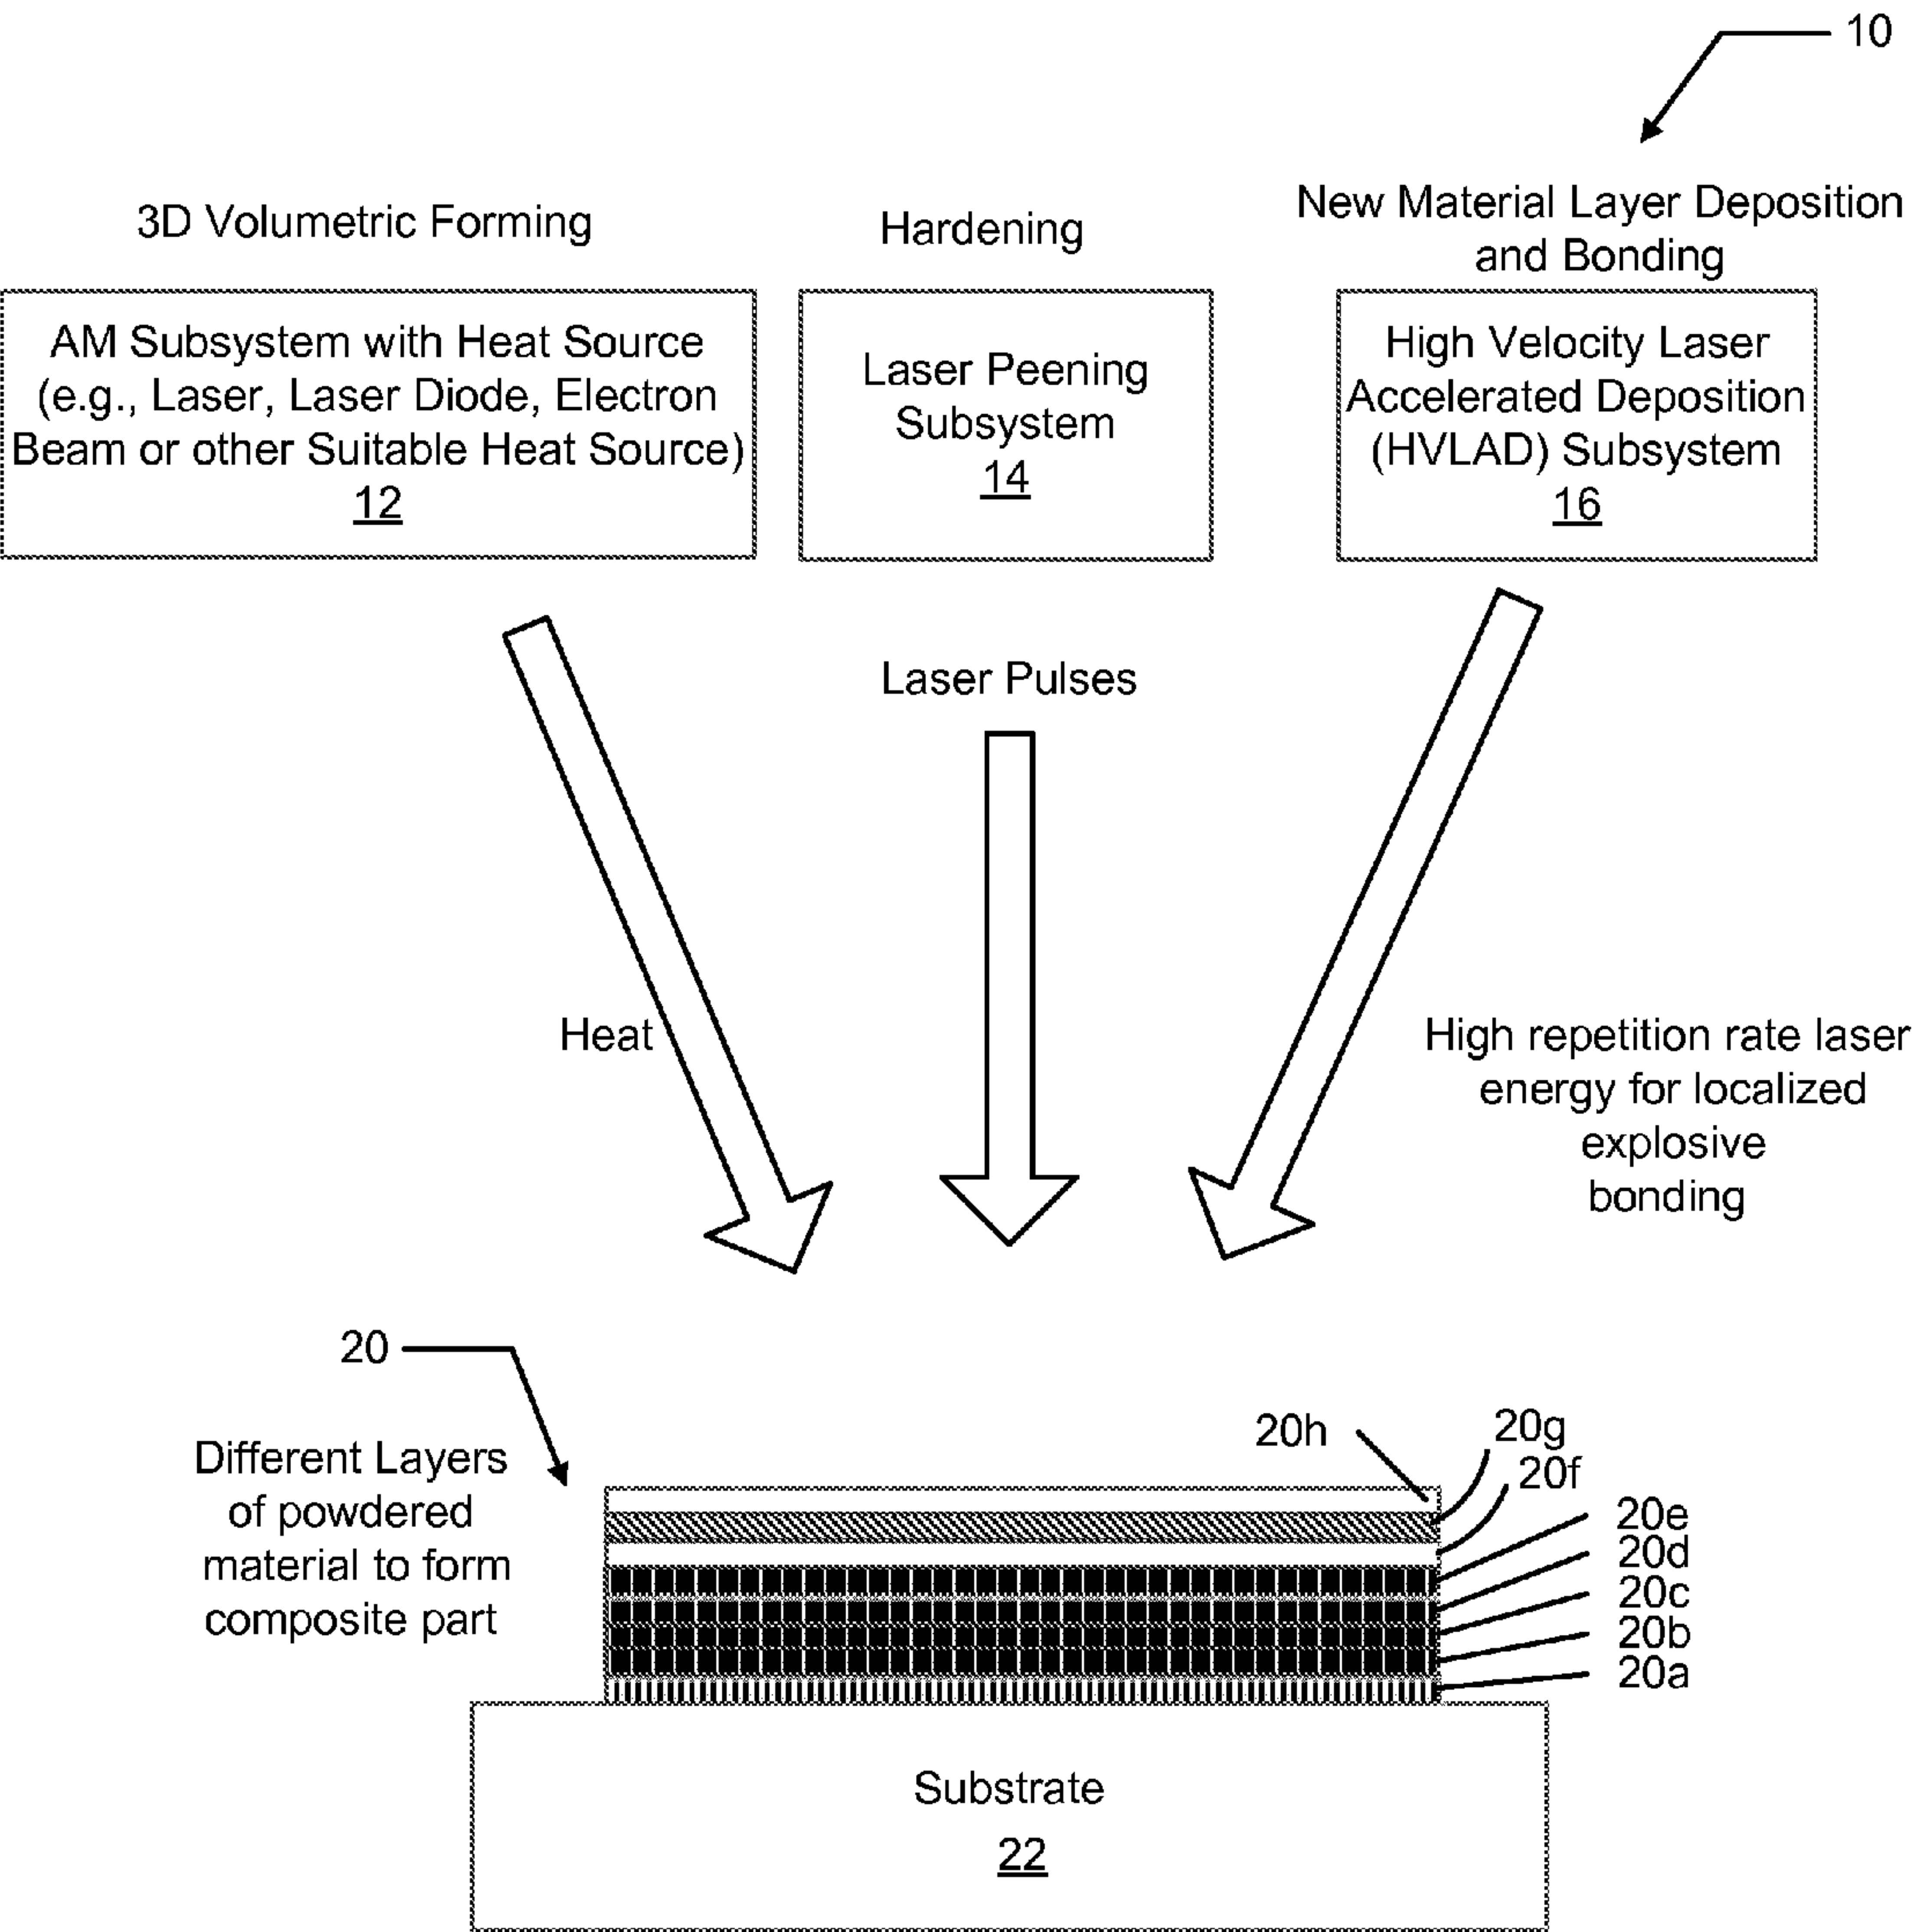 10
3D Volumetric Forming
Hardening
New Material Layer Deposition
and Bonding
AM Subsystem with Heat Source
(e.g., Laser, Laser Diode, Electron
Beam or other Suitable Heat Source)
12
Laser Peening
Subsystem
14
High Velocity Laser
Accelerated Deposition
(HVLAD) Subsystem
16
Laser Pulses
Heat
High repetition rate laser
energy for localized
explosive
bonding
20
Different Layers
of powdered
material to form
composite part
20h
20g
20f
20e
20d
20c
20b
20a
Substrate
22